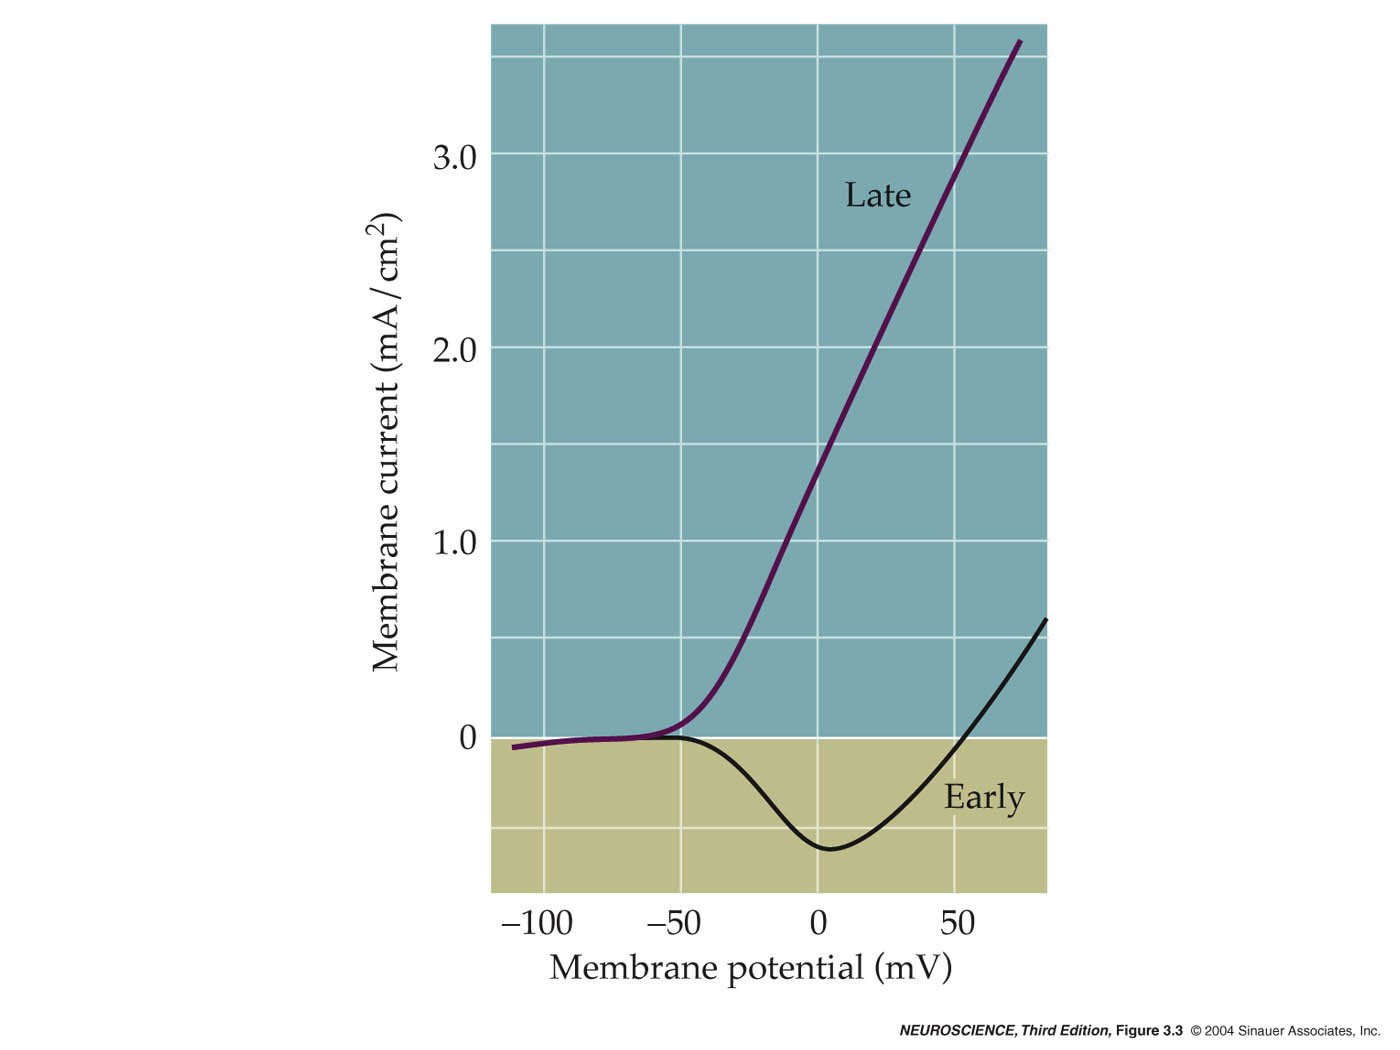 3.0
2.0
1.0
0
Membrane current (mA/cm²)
Late
Early
–100 –50 0 50
Membrane potential (mV)
NEUROSCIENCE, Third Edition, Figure 3.3 © 2004 Sinauer Associates, Inc.